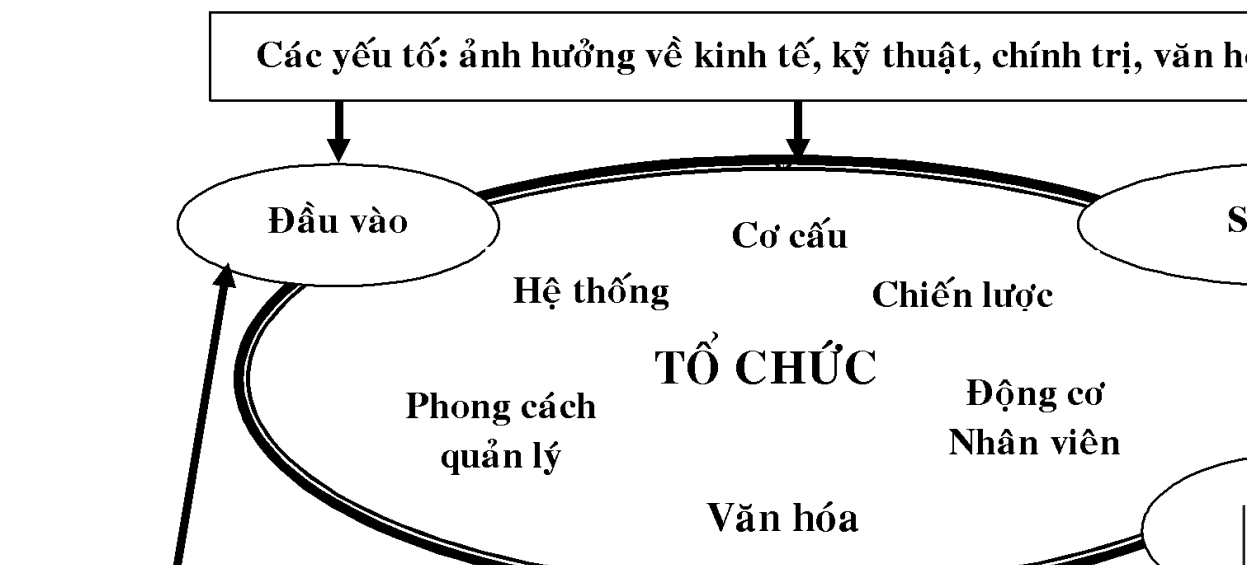 Các yếu tố: ảnh hưởng về kinh tế, kỹ thuật, chính trị, văn
Đầu vào
Cơ cấu
Hệ thống
Chiến lược
TỔ CHỨC
Phong cách
quản lý
Động cơ
Nhân viên
Văn hóa